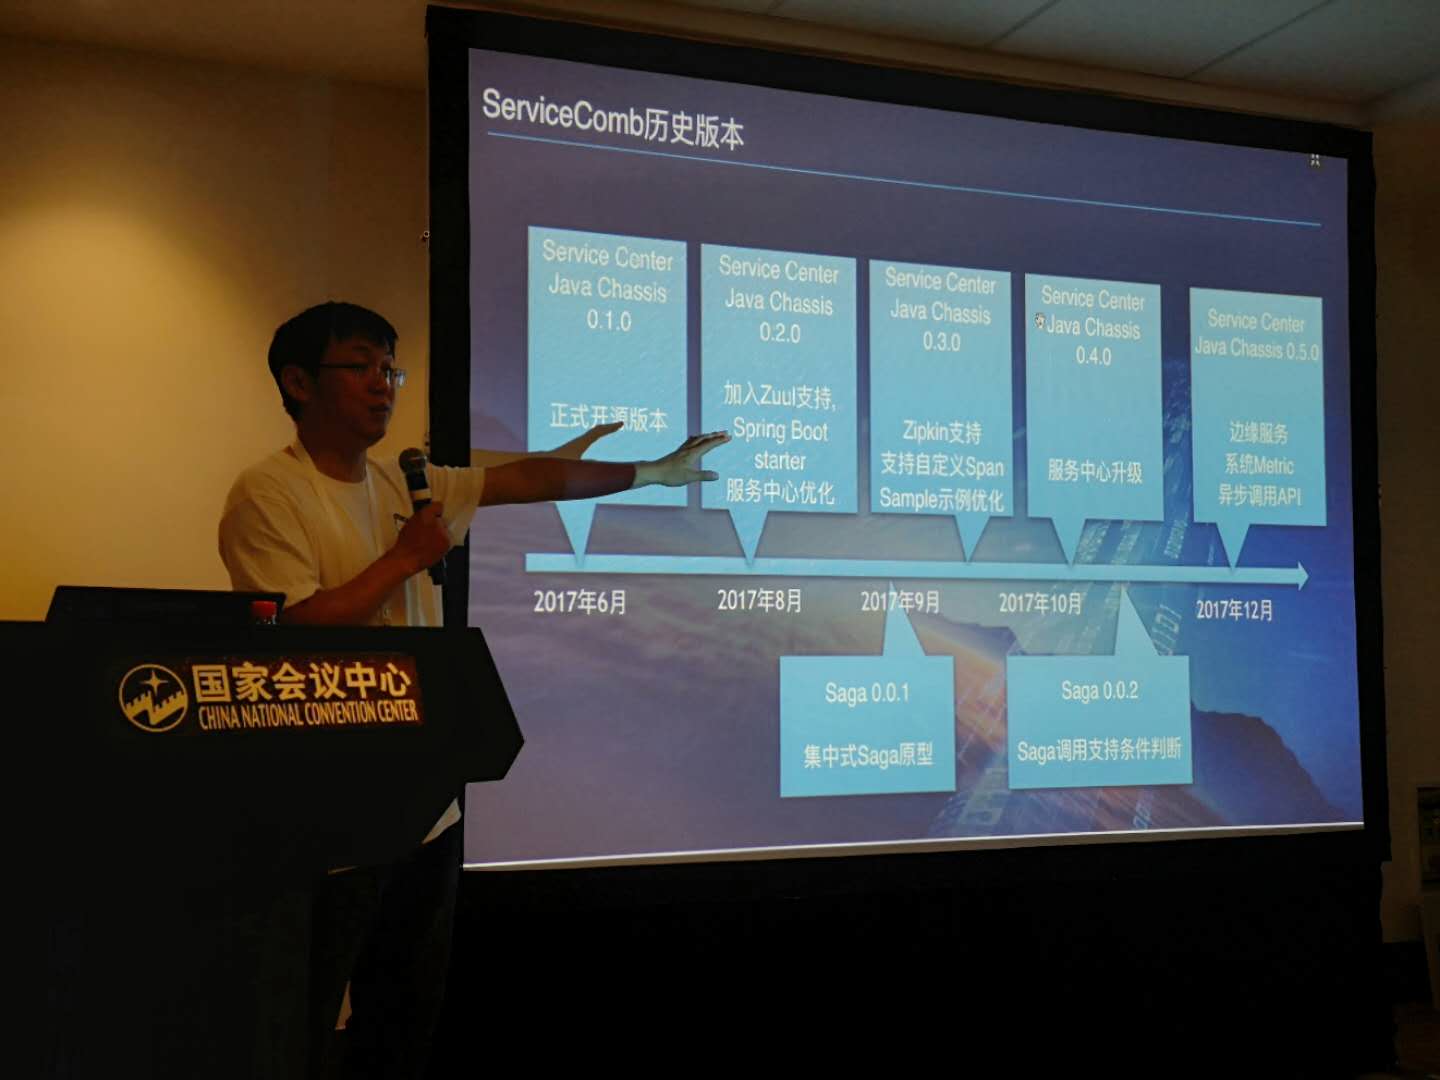 ServiceComb历史版本
Service Center
Java Chassis
0.1.0
正式开源版本
Service Center
Java Chassis
0.2.0
加入Zuul支持,
Spring Boot
starter
服务中心优化
Service Center
Java Chassis
0.3.0
Zipkin支持
支持自定义Span
Sample示例优化
Service Center
Java Chassis
0.4.0
服务中心升级
Service Center
Java Chassis 0.5.0
边缘服务
系统Metric
异步调用API
2017年6月
2017年8月
2017年9月
2017年10月
2017年12月
Saga 0.0.1
集中式Saga原型
Saga 0.0.2
Saga调用支持条件判断
国家会议中心
CHINA NATIONAL CONVENTION CENTER